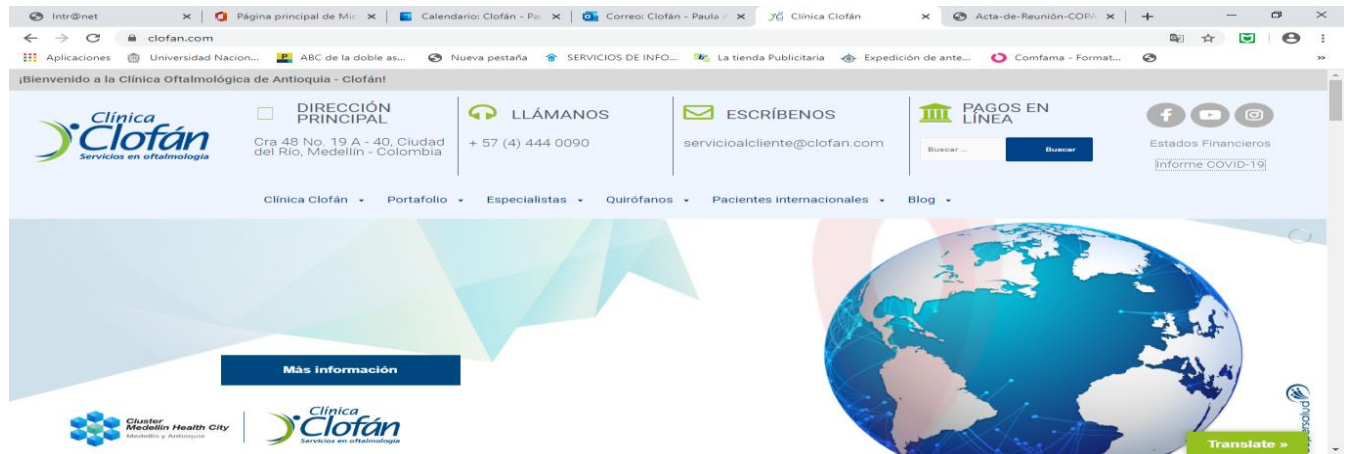 Intr@net
Página principal de Mic
Calendario: Clofán - Pa
Correo: Clofán - Paula
Clínica Clofán
Acta-de-Reunión-COPA
clofan.com
Aplicaciones
Universidad Nacion...
ABC de la doble as...
Nueva pestaña
SERVICIOS DE INFO...
La tienda Publicitaria
Expedición de ante...
Comfama - Format...
¡Bienvenido a la Clínica Oftalmológica de Antioquia - Clofán!
Clínica
Clofán
Servicios en oftalmología
DIRECCIÓN
PRINCIPAL
Cra 48 No. 19 A - 40, Ciudad
del Río, Medellín - Colombia
LLÁMANOS
+ 57 (4) 444 0090
ESCRÍBENOS
servicioalcliente@clofan.com
PAGOS EN
LÍNEA
Buscar ...
Buscar
Estados Financieros
Informe COVID-19
Clínica Clofán
Portafolio
Especialistas
Quirófanos
Pacientes internacionales
Blog
Más información
Cluster
Medellín Health City
Medellín y Antioquia
Clínica
Clofán
Servicios en oftalmología
Translate »